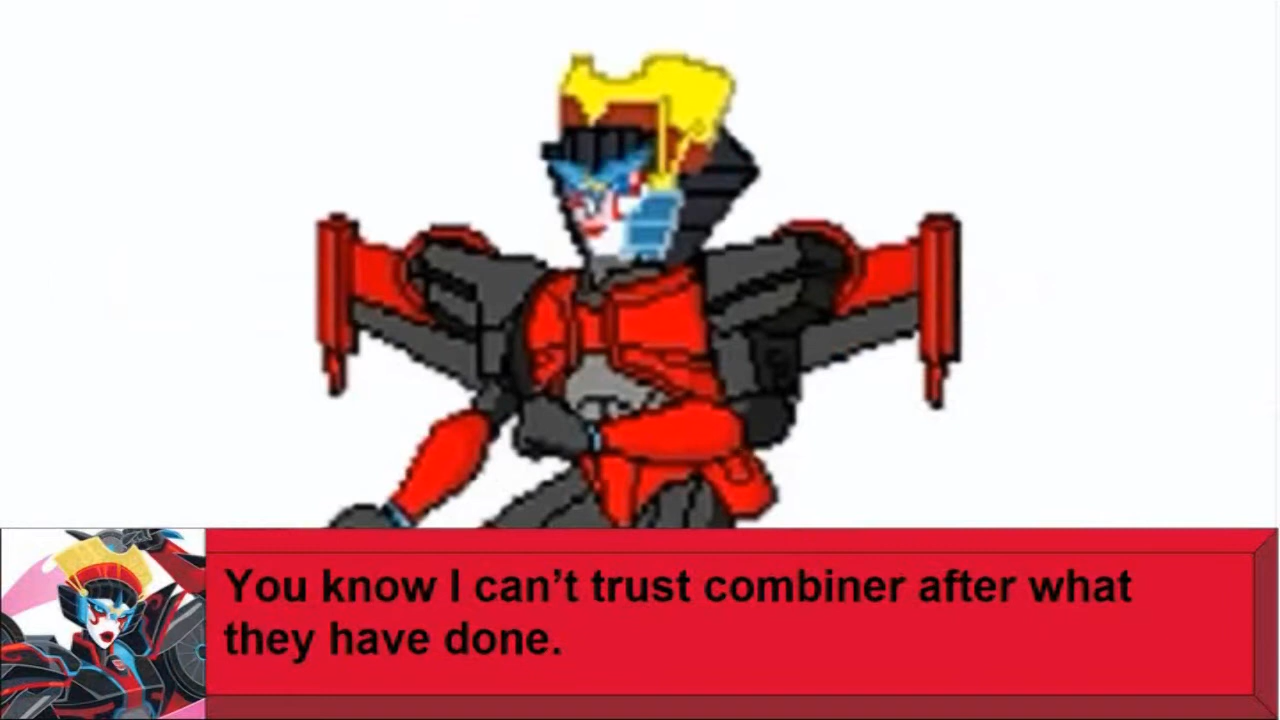 You know I can’t trust combiner after what
they have done.